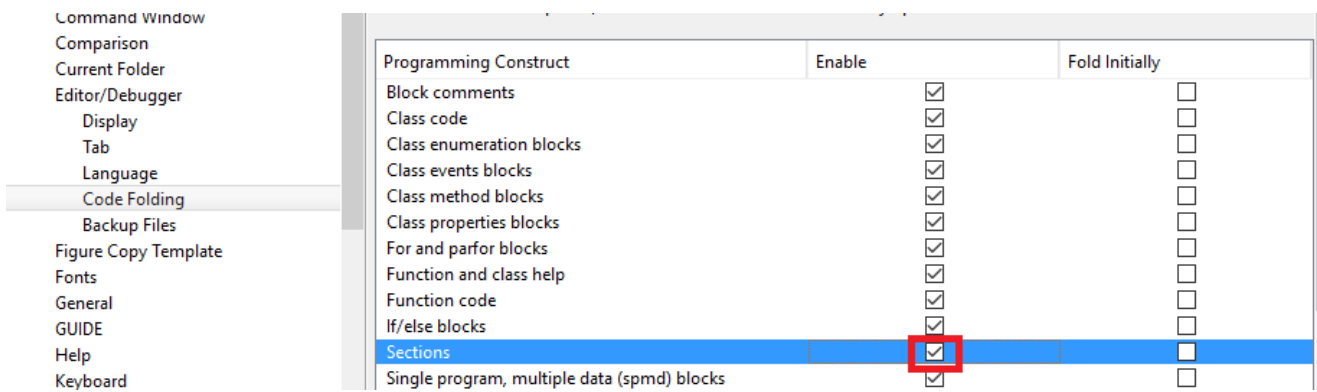 Command Window
Comparison
Current Folder
Editor/Debugger
Display
Tab
Language
Code Folding
Backup Files
Figure Copy Template
Fonts
General
GUIDE
Help
Keyboard
Programming Construct Enable Fold Initially
Block comments
Class code
Class enumeration blocks
Class events blocks
Class method blocks
Class properties blocks
For and parfor blocks
Function and class help
Function code
If/else blocks
Sections
Single program, multiple data (spmd) blocks